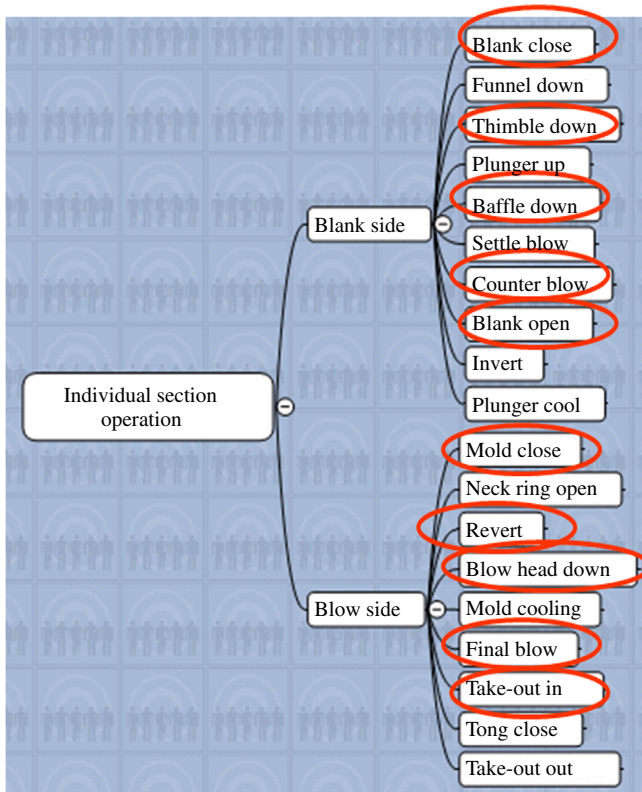 Individual section
operation
Blank side
Blank close
Funnel down
Thimble down
Plunger up
Baffle down
Settle blow
Counter blow
Blank open
Invert
Plunger cool
Blow side
Mold close
Neck ring open
Revert
Blow head down
Mold cooling
Final blow
Take-out in
Tong close
Take-out out